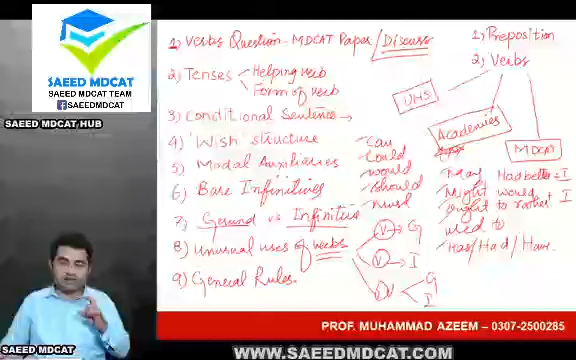 SAEED MDCAT
SAEED MDCAT TEAM
SAEEDMDCAT
SAEED MDCAT HUB
1) Verbs Question - MDCAT Paper / Discuss
2) Tenses
Helping verb
Form of verb
3) Conditional Sentence →
4) 'Wish' structure
5) Modal Auxiliaries
6) Bare Infinitives
7) Gerund vs Infinitive
8) Unusual uses of verbs
9) General Rules.
Can
Could
would
should
must
V → G
V → I
V
G
I
1) Preposition
2) Verbs
UHS
Academies
MDCAT
May Had better = I
Might would rather I
ought to
used to
Has/Had/Have
PROF. MUHAMMAD AZEEM – 0307-2500285
SAEED MDCAT
WWW.SAEEDMDCAT.COM